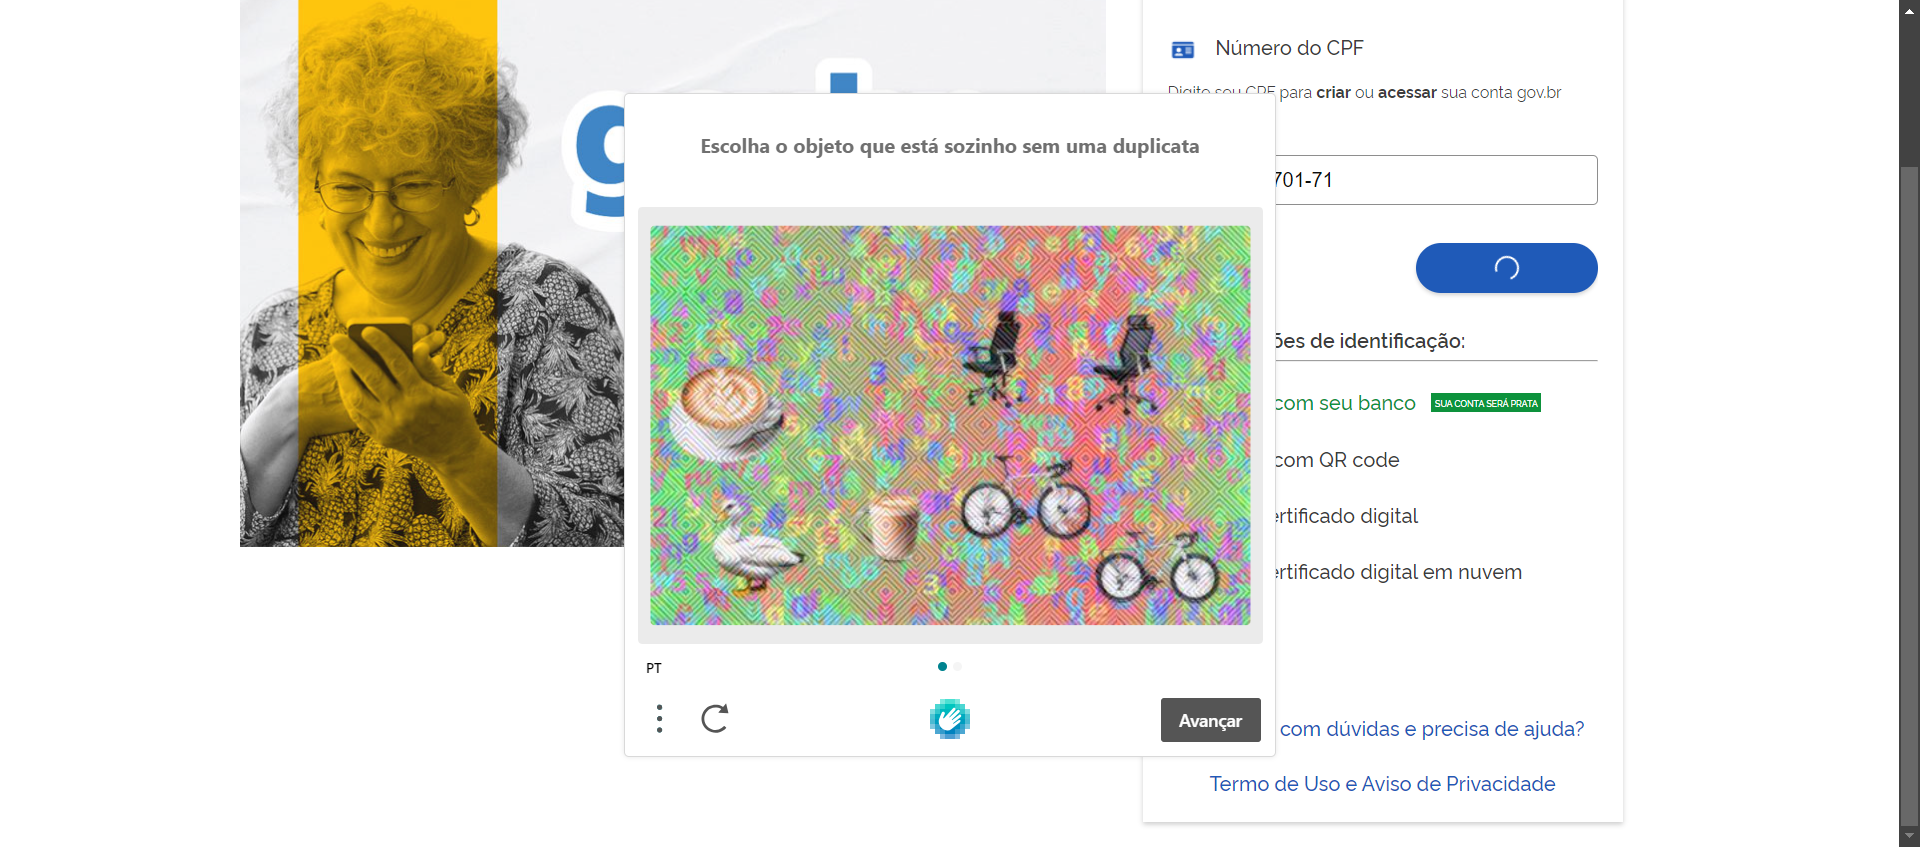 Número do CPF
Digite seu CPF para criar ou acessar sua conta gov.br
701-71
Escolha o objeto que está sozinho sem uma duplicata
ões de identificação:
com seu banco
SUA CONTA SERÁ PRATA
com QR code
ertificado digital
ertificado digital em nuvem
PT
Avançar
com dúvidas e precisa de ajuda?
Termo de Uso e Aviso de Privacidade